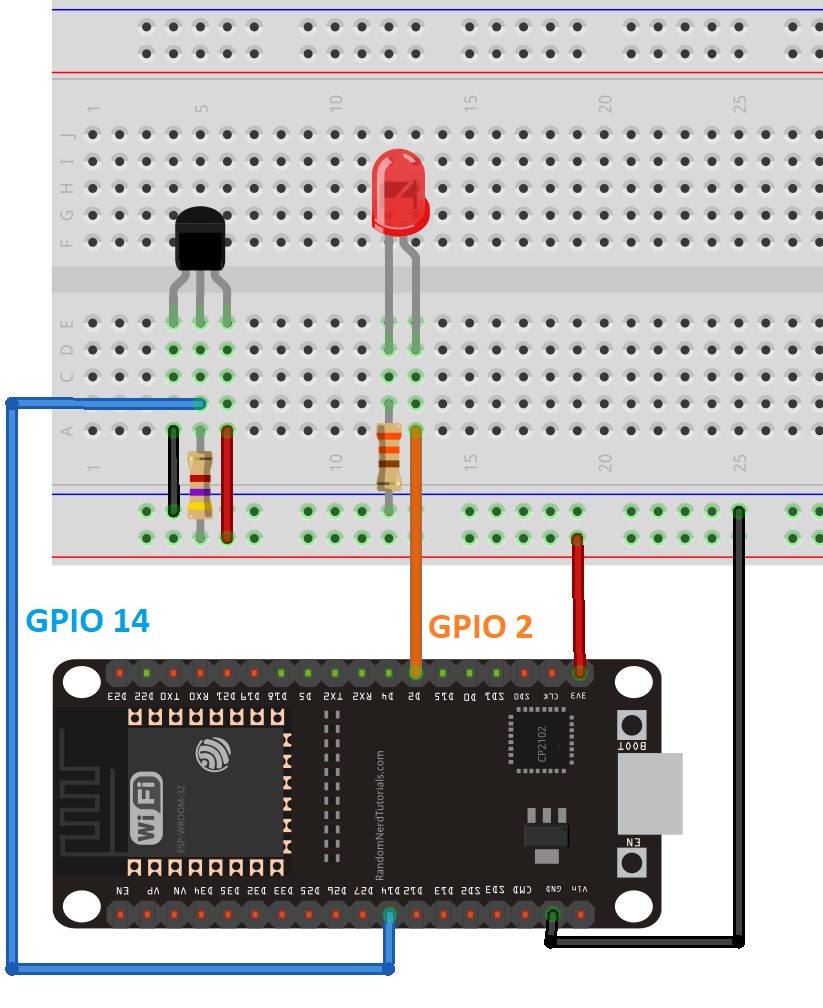 1 5 10 15 20 25
J
I
H
G
F
E
D
C
A
1 10 15 20 25
GPIO 14
GPIO 2
D23 D22 TX0 RX0 D21 D19 D18 D5 TX2 RX2 D4 D2 D15 D0 SD1 SD0 CLK 3V3
BOOT
CP2102
WiFi
ESP-WROOM-32
RandomNerdTutorials.com
EN
EN VP VN D34 D35 D32 D33 D25 D26 D27 D14 D12 D13 SD2 SD3 CMD GND Vin